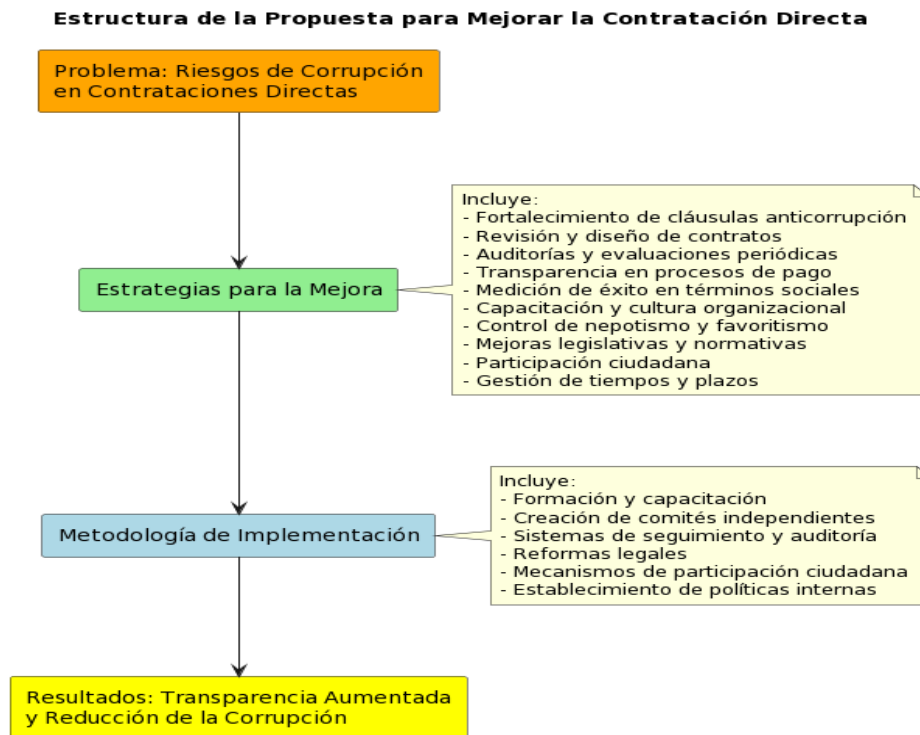 Estructura de la Propuesta para Mejorar la Contratación Directa
Problema: Riesgos de Corrupción
en Contrataciones Directas
Estrategias para la Mejora
Incluye:
- Fortalecimiento de cláusulas anticorrupción
- Revisión y diseño de contratos
- Auditorías y evaluaciones periódicas
- Transparencia en procesos de pago
- Medición de éxito en términos sociales
- Capacitación y cultura organizacional
- Control de nepotismo y favoritismo
- Mejoras legislativas y normativas
- Participación ciudadana
- Gestión de tiempos y plazos
Metodología de Implementación
Incluye:
- Formación y capacitación
- Creación de comités independientes
- Sistemas de seguimiento y auditoría
- Reformas legales
- Mecanismos de participación ciudadana
- Establecimiento de políticas internas
Resultados: Transparencia Aumentada
y Reducción de la Corrupción